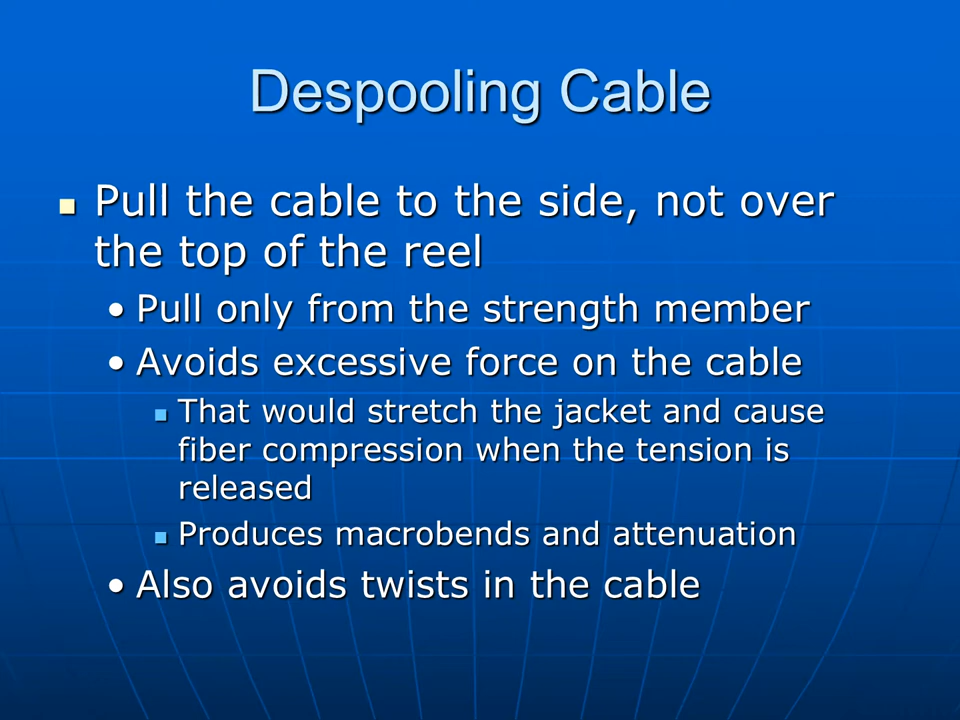 Despooling Cable
Pull the cable to the side, not over
the top of the reel
• Pull only from the strength member
• Avoids excessive force on the cable
That would stretch the jacket and cause
fiber compression when the tension is
released
Produces macrobends and attenuation
• Also avoids twists in the cable